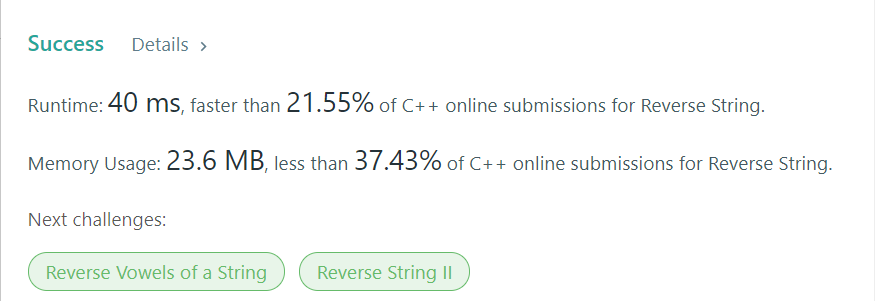 Success Details >
Runtime: 40 ms, faster than 21.55% of C++ online submissions for Reverse String.
Memory Usage: 23.6 MB, less than 37.43% of C++ online submissions for Reverse String.
Next challenges:
Reverse Vowels of a String Reverse String II